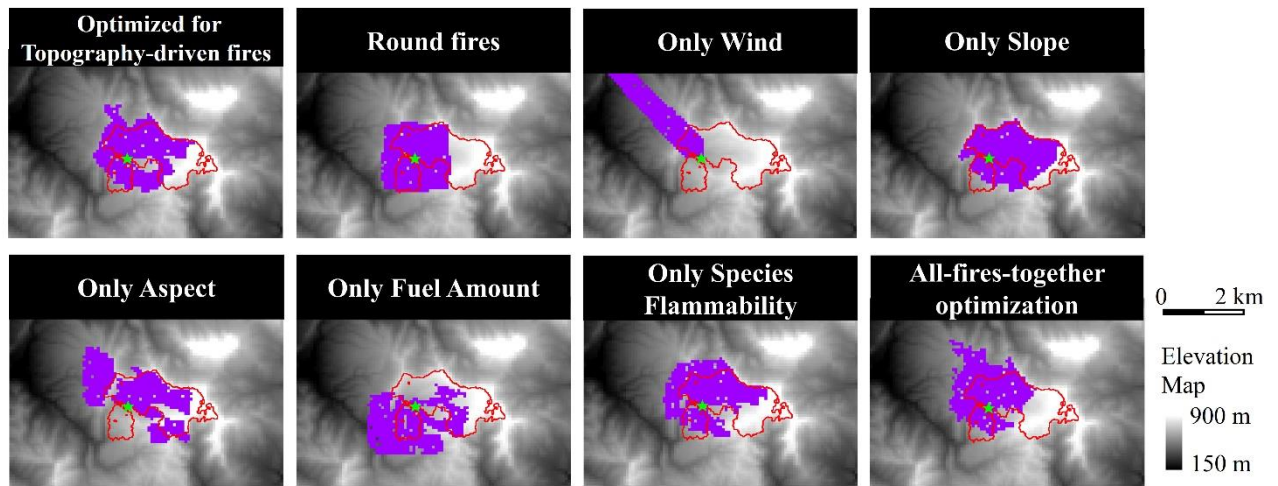 Optimized for
Topography-driven fires
Round fires
Only Wind
Only Slope
Only Aspect
Only Fuel Amount
Only Species
Flammability
All-fires-together
optimization
0 2 km
Elevation
Map
900 m
150 m